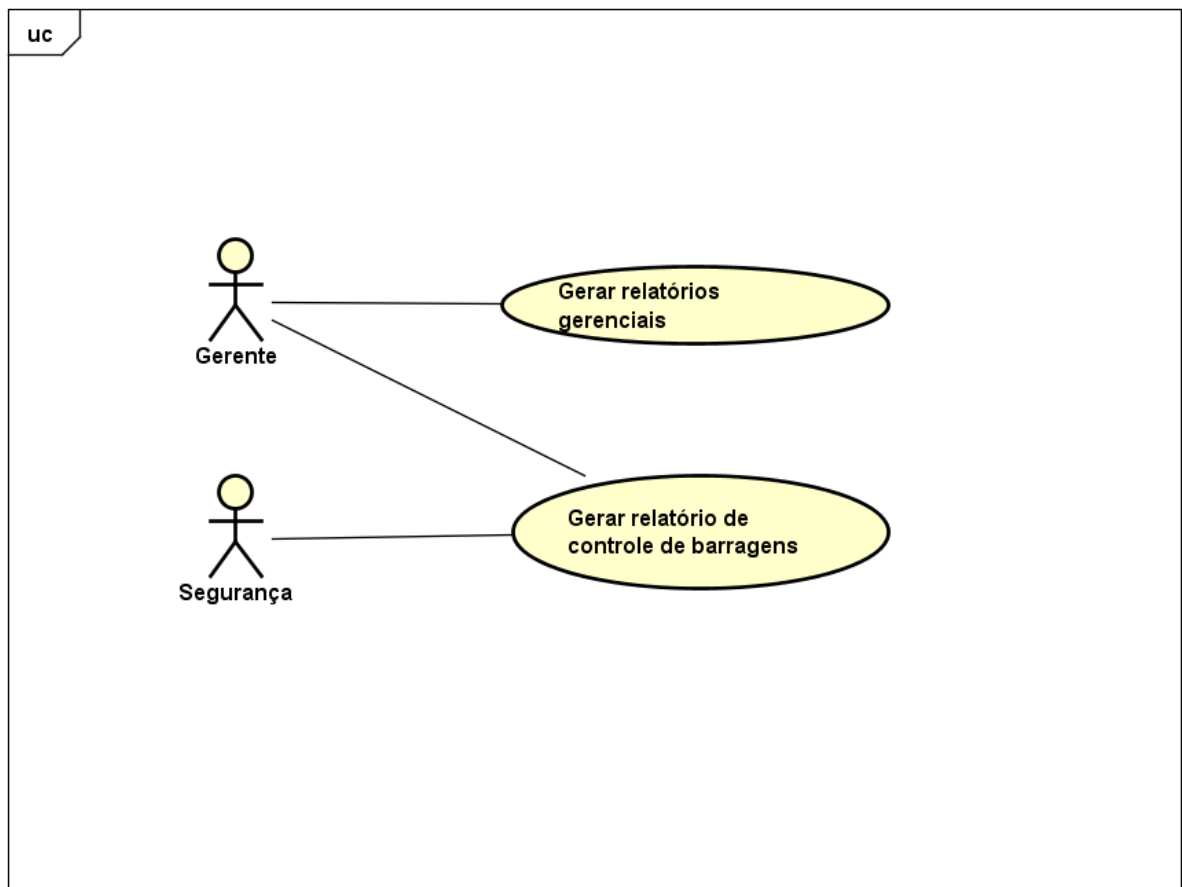 uc
Gerar relatórios
gerenciais
Gerente
Gerar relatório de
controle de barragens
Segurança